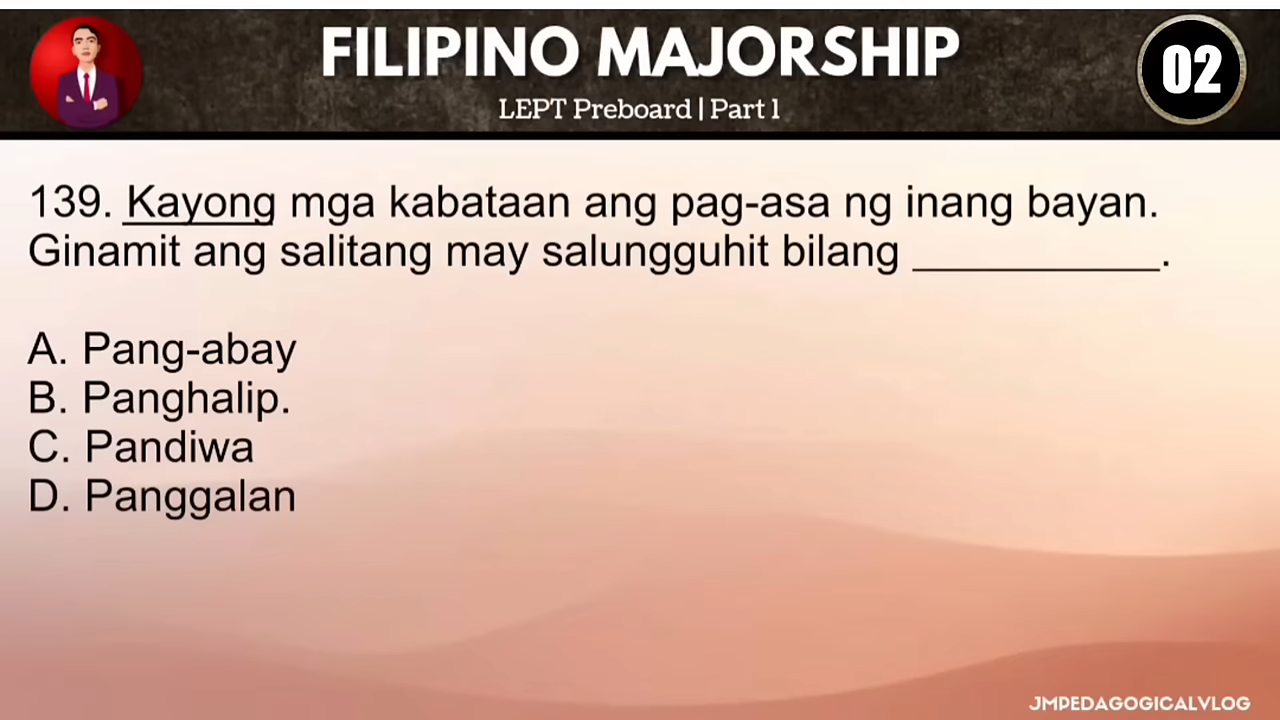 FILIPINO MAJORSHIP
LEPT Preboard | Part 1
02
139. Kayong mga kabataan ang pag-asa ng inang bayan.
Ginamit ang salitang may salungguhit bilang __________.
A. Pang-abay
B. Panghalip.
C. Pandiwa
D. Panggalan
JMPEDAGOGICALVLOG